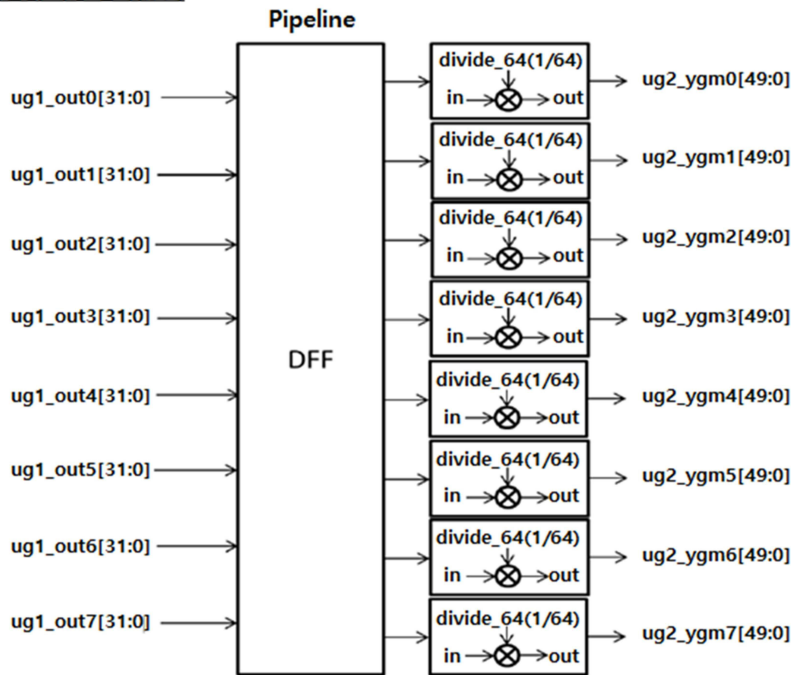 Pipeline
divide_64(1/64)
ug1_out0[31:0]
in
out
ug2_ygm0[49:0]
divide_64(1/64)
ug1_out1[31:0]
in
out
ug2_ygm1[49:0]
divide_64(1/64)
ug1_out2[31:0]
in
out
ug2_ygm2[49:0]
divide_64(1/64)
ug1_out3[31:0]
in
out
ug2_ygm3[49:0]
DFF
divide_64(1/64)
ug1_out4[31:0]
in
out
ug2_ygm4[49:0]
divide_64(1/64)
ug1_out5[31:0]
in
out
ug2_ygm5[49:0]
divide_64(1/64)
ug1_out6[31:0]
in
out
ug2_ygm6[49:0]
divide_64(1/64)
ug1_out7[31:0]
in
out
ug2_ygm7[49:0]